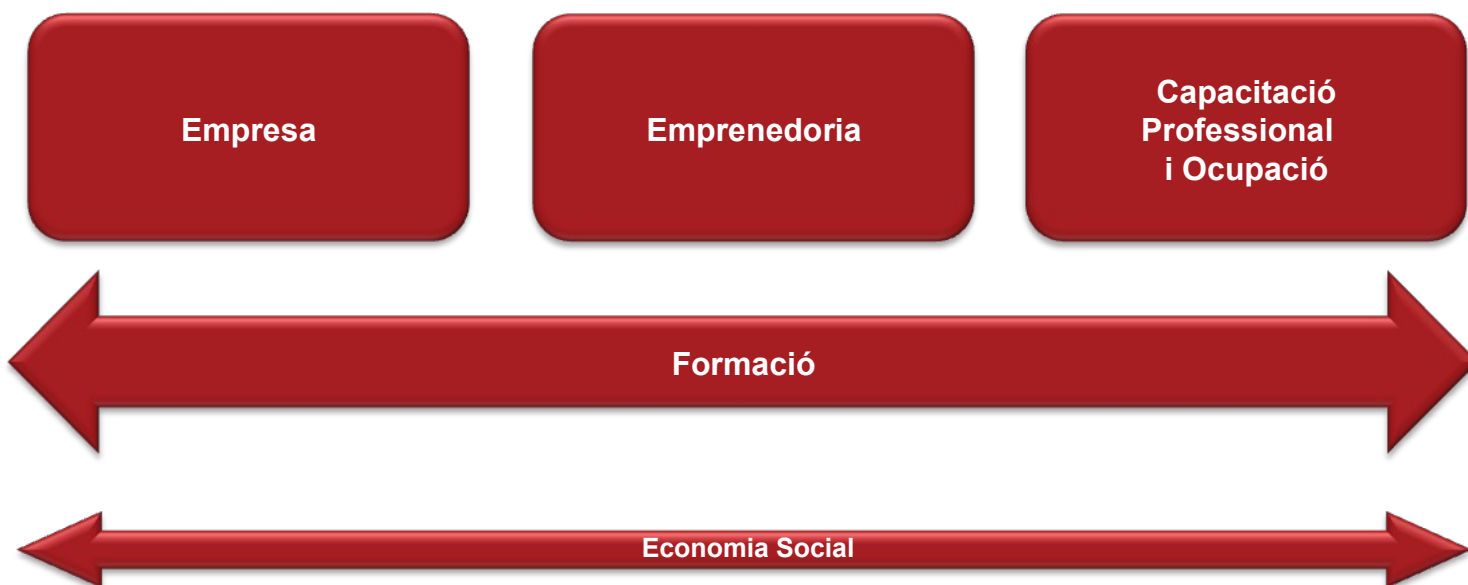 Empresa
Emprenedoria
Capacitació
Professional
i Ocupació
Formació
Economia Social